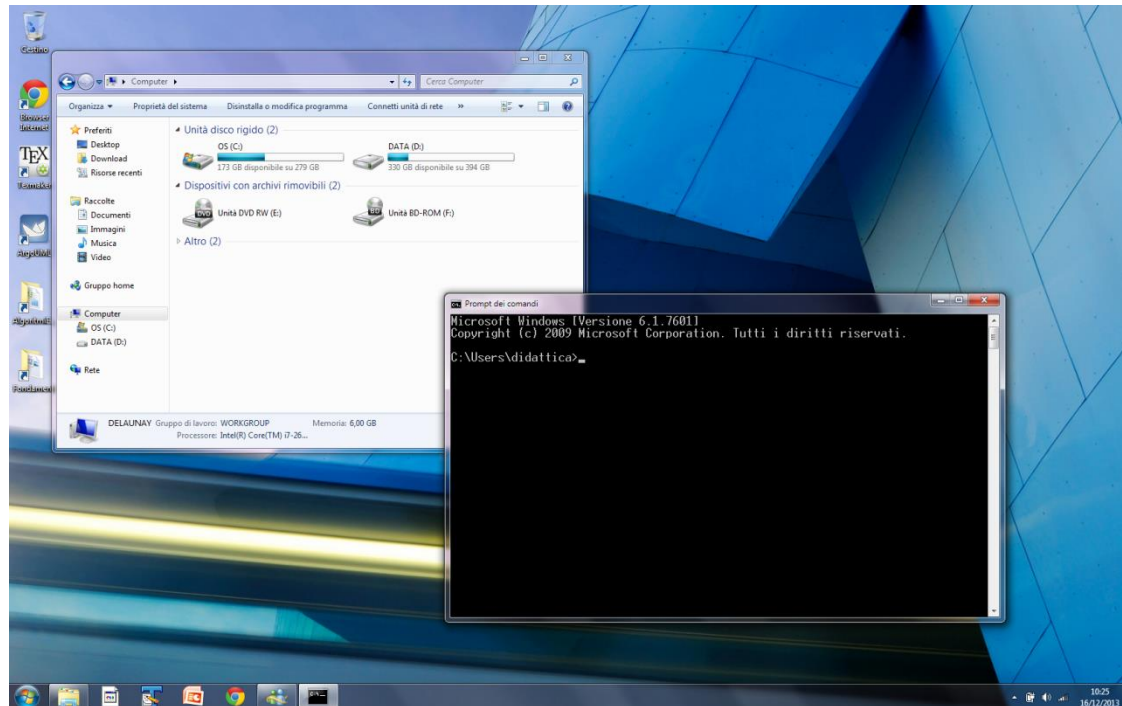 Cestino
Browser
Internet
Texmaker
ArgoUML
Computer
Cerca Computer
Organizza
Proprietà del sistema
Disinstalla o modifica programma
Connetti unità di rete
»
Preferiti
Desktop
Download
Risorse recenti
Raccolte
Documenti
Immagini
Musica
Video
Gruppo home
Computer
OS (C:)
DATA (D:)
Rete
Unità disco rigido (2)
OS (C:)
173 GB disponibile su 279 GB
DATA (D:)
330 GB disponibile su 394 GB
Dispositivi con archivi rimovibili (2)
DVD
Unità DVD RW (E:)
BD
Unità BD-ROM (F:)
Altro (2)
DELAUNAY Gruppo di lavoro: WORKGROUP Memoria: 6,00 GB
Processore: Intel(R) Core(TM) i7-26...
Prompt dei comandi
Microsoft Windows [Versione 6.1.7601]
Copyright (c) 2009 Microsoft Corporation. Tutti i diritti riservati.
C:\Users\didattica>_
10:25
16/12/2013